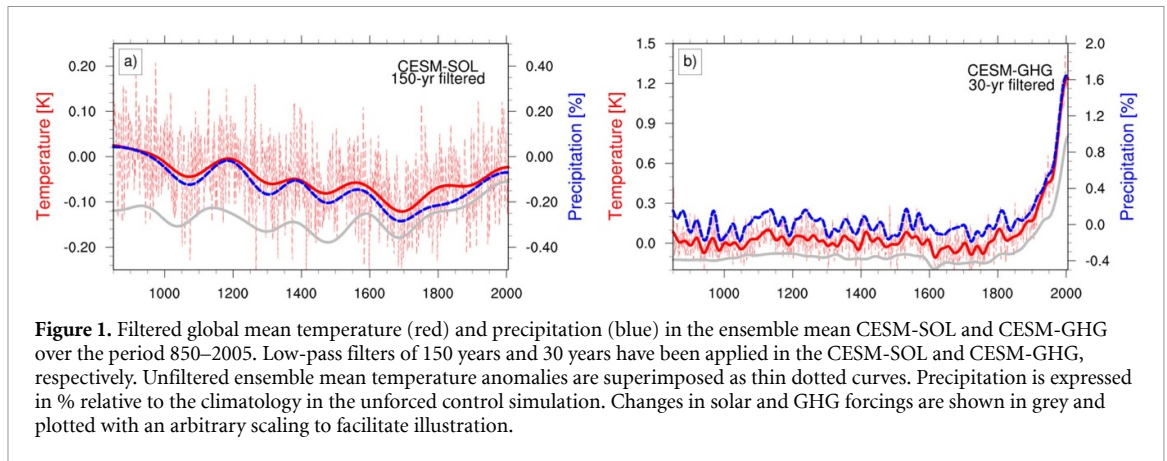 a)
CESM-SOL
150-yr filtered
Temperature [K]
0.20
0.10
0.00
-0.10
-0.20
Precipitation [%]
0.40
0.20
0.00
-0.20
-0.40
1000 1200 1400 1600 1800 2000
b)
CESM-GHG
30-yr filtered
Temperature [K]
1.5
1.2
0.9
0.6
0.3
0.0
Precipitation [%]
2.0
1.6
1.2
0.8
0.4
0.0
-0.4
1000 1200 1400 1600 1800 2000
Figure 1. Filtered global mean temperature (red) and precipitation (blue) in the ensemble mean CESM-SOL and CESM-GHG
over the period 850–2005. Low-pass filters of 150 years and 30 years have been applied in the CESM-SOL and CESM-GHG,
respectively. Unfiltered ensemble mean temperature anomalies are superimposed as thin dotted curves. Precipitation is expressed
in % relative to the climatology in the unforced control simulation. Changes in solar and GHG forcings are shown in grey and
plotted with an arbitrary scaling to facilitate illustration.